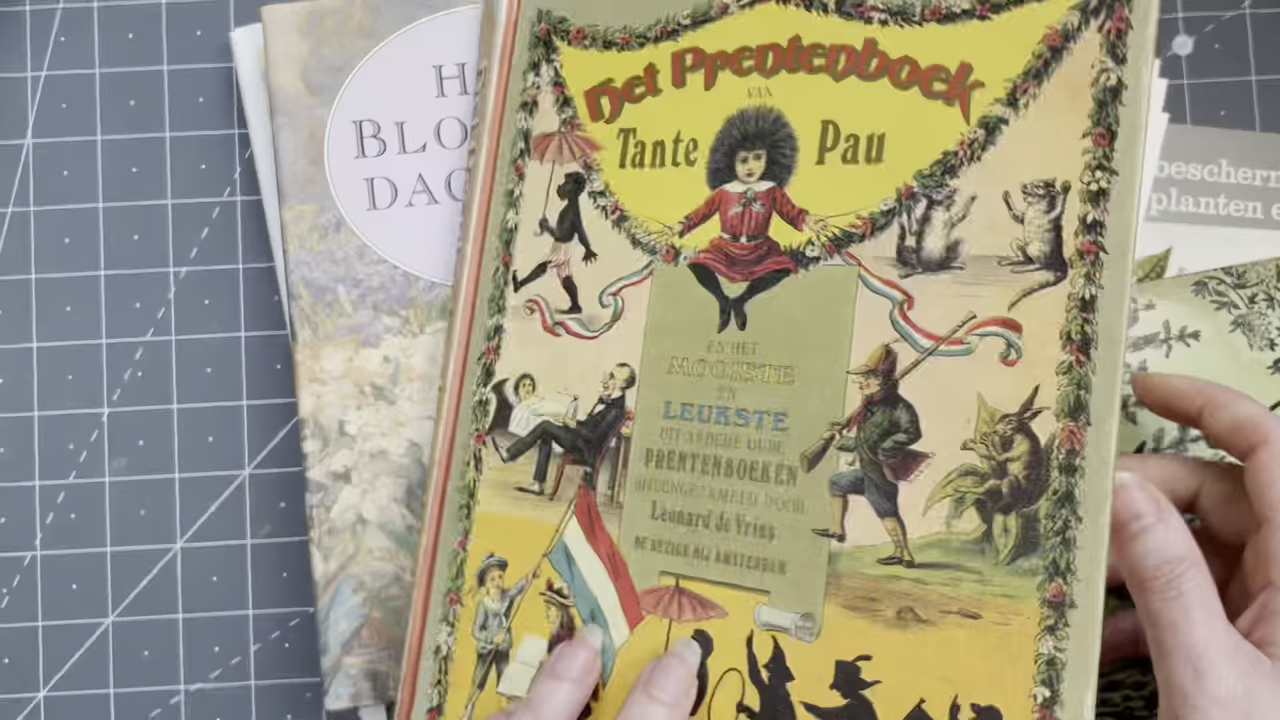 Het Prentenboek
VAN
Tante Pau
EN HET
MOOISTE
EN
LEUKSTE
UIT ANDERE OUDE
PRENTENBOEKEN
BIJEENGEZAMELD DOOR
Leonard de Vries
DE BEZIGE BIJ AMSTERDAM
H
BLO
DAG
bescherm
planten